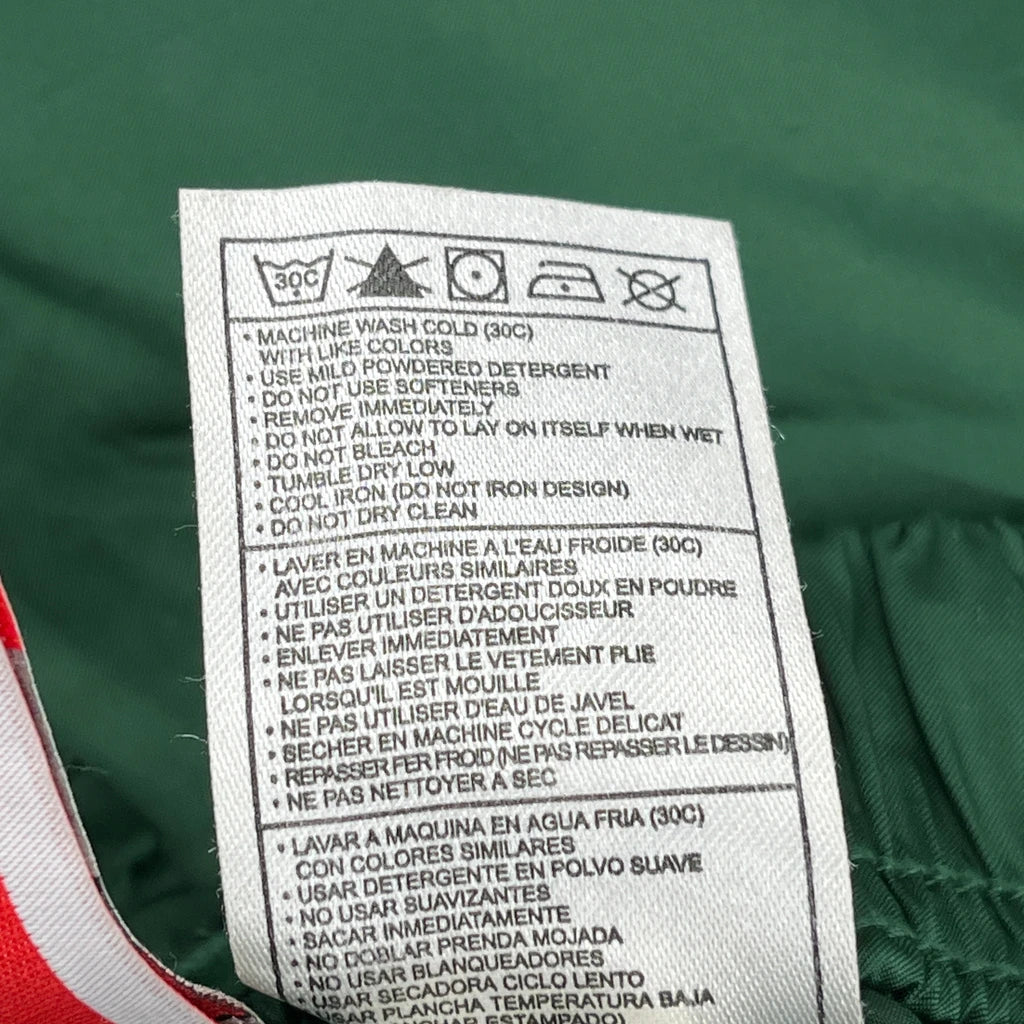 30C
• MACHINE WASH COLD (30C)
WITH LIKE COLORS
• USE MILD POWDERED DETERGENT
• DO NOT USE SOFTENERS
• REMOVE IMMEDIATELY
• DO NOT ALLOW TO LAY ON ITSELF WHEN WET
• DO NOT BLEACH
• TUMBLE DRY LOW
• COOL IRON (DO NOT IRON DESIGN)
• DO NOT DRY CLEAN
• LAVER EN MACHINE A L'EAU FROIDE (30C)
AVEC COULEURS SIMILAIRES
• UTILISER UN DETERGENT DOUX EN POUDRE
• NE PAS UTILISER D'ADOUCISSEUR
• ENLEVER IMMEDIATEMENT
• NE PAS LAISSER LE VETEMENT PLIE
LORSQU'IL EST MOUILLE
• NE PAS UTILISER D'EAU DE JAVEL
• SECHER EN MACHINE CYCLE DELICAT
• REPASSER FER FROID (NE PAS REPASSER LE DESSIN)
• NE PAS NETTOYER A SEC
• LAVAR A MAQUINA EN AGUA FRIA (30C)
CON COLORES SIMILARES
• USAR DETERGENTE EN POLVO SUAVE
• NO USAR SUAVIZANTES
• SACAR INMEDIATAMENTE
• NO DOBLAR PRENDA MOJADA
• NO USAR BLANQUEADORES
• USAR SECADORA CICLO LENTO
USAR PLANCHA TEMPERATURA BAJA
ESTAMPADO)